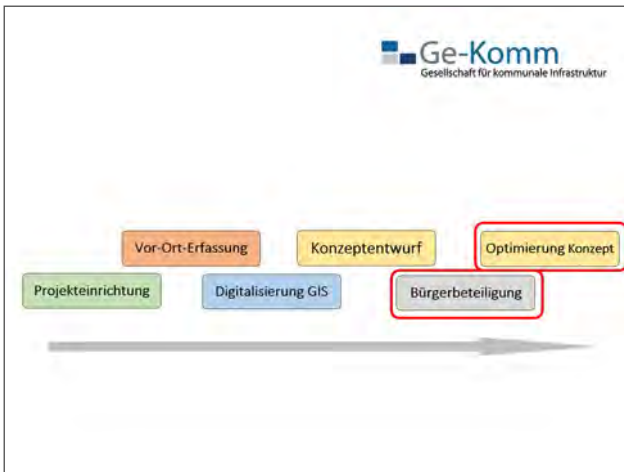 Ge-Komm
Gesellschaft für kommunale Infrastruktur
Vor-Ort-Erfassung
Konzeptentwurf
Optimierung Konzept
Projekteinrichtung
Digitalisierung GIS
Bürgerbeteiligung